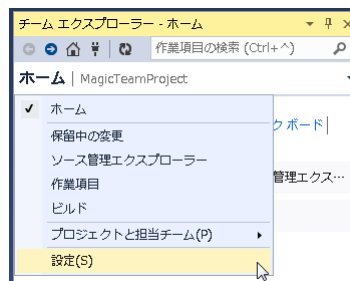 チーム エクスプローラー - ホーム
作業項目の検索 (Ctrl+^)
ホーム | MagicTeamProject
ホーム
保留中の変更
ソース管理エクスプローラー
作業項目
ビルド
プロジェクトと担当チーム(P)
設定(S)
ク ボード
管理エクス…